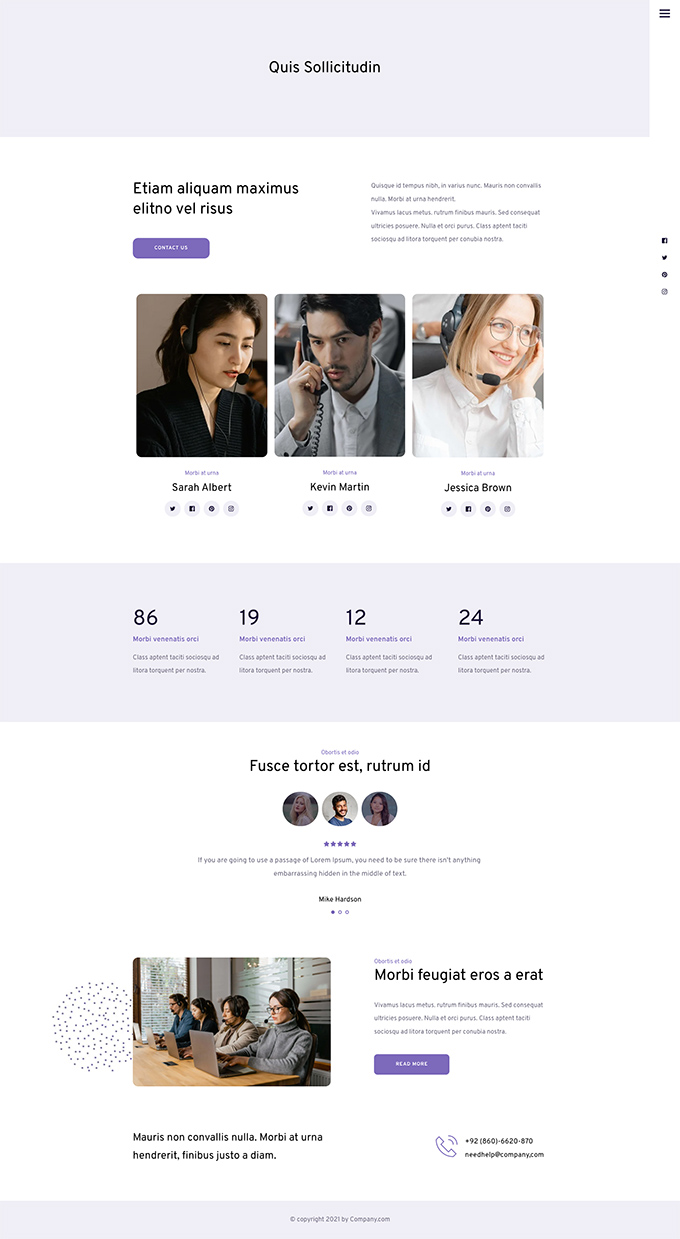 Quis Sollicitudin
Etiam aliquam maximus
elitno vel risus
CONTACT US
Quisque id tempus nibh, in varius nunc. Mauris non convallis
nulla. Morbi at urna hendrerit.
Vivamus lacus metus, rutrum finibus mauris. Sed consequat
ultricies posuere. Nulla et orci purus. Class aptent taciti
sociosqu ad litora torquent per conubia nostra.
Morbi at urna
Sarah Albert
Morbi at urna
Kevin Martin
Morbi at urna
Jessica Brown
86
Morbi venenatis orci
Class aptent taciti sociosqu ad
litora torquent per nostra.
19
Morbi venenatis orci
Class aptent taciti sociosqu ad
litora torquent per nostra.
12
Morbi venenatis orci
Class aptent taciti sociosqu ad
litora torquent per nostra.
24
Morbi venenatis orci
Class aptent taciti sociosqu ad
litora torquent per nostra.
Obortis et odio
Fusce tortor est, rutrum id
If you are going to use a passage of Lorem Ipsum, you need to be sure there isn't anything
embarrassing hidden in the middle of text.
Mike Hardson
Obortis et odio
Morbi feugiat eros a erat
Vivamus lacus metus, rutrum finibus mauris. Sed consequat
ultricies posuere. Nulla et orci purus. Class aptent taciti
sociosqu ad litora torquent per conubia nostra.
READ MORE
Mauris non convallis nulla. Morbi at urna
hendrerit, finibus justo a diam.
+92 (860)-6620-870
needhelp@company,com
© copyright 2021 by Company.com